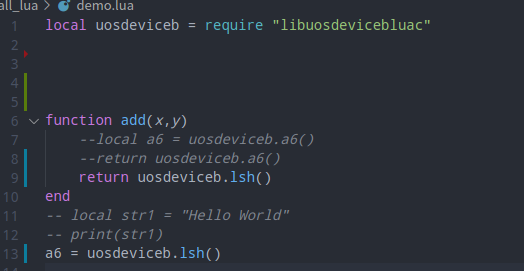 all_lua > demo.lua
1 local uosdeviceb = require "libuosdevicebluac"
2
3
4
5
6 function add(x,y)
7 --local a6 = uosdeviceb.a6()
8 --return uosdeviceb.a6()
9 return uosdeviceb.lsh()
10 end
11 -- local str1 = "Hello World"
12 -- print(str1)
13 a6 = uosdeviceb.lsh()